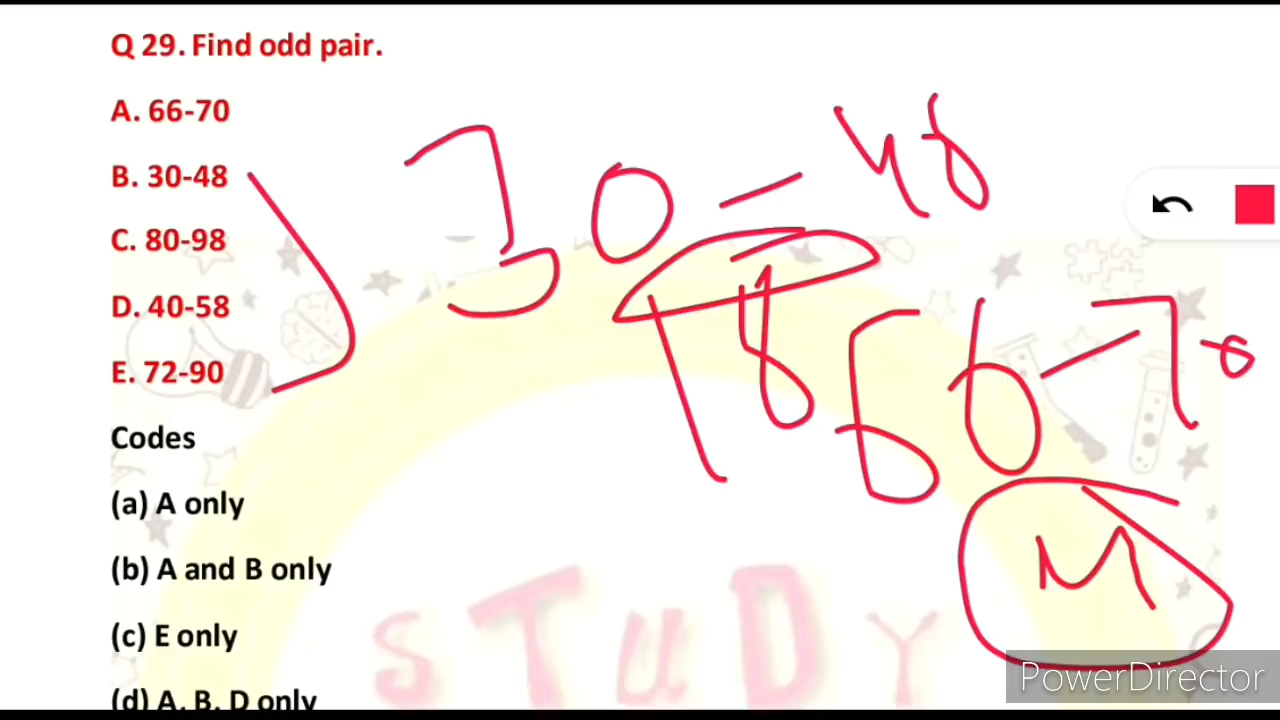 Q 29. Find odd pair.
A. 66-70
B. 30-48
C. 80-98
D. 40-58
E. 72-90
30 - 48
18
66 - 70
Codes
(a) A only
(b) A and B only
(c) E only
(d) A, B, D only
STUDY
PowerDirector